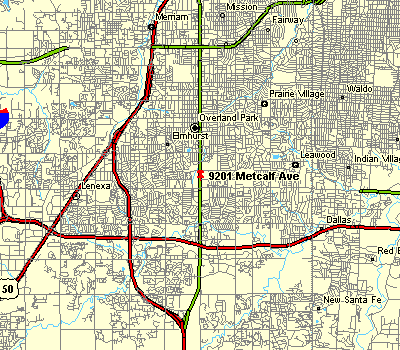 Mission
Merriam
Fairway
Prairie Village
Waldo
Overland Park
Elmhurst
Leawood
Indian Villag
9201 Metcalf Ave
Lenexa
Dallas
Red B
50
New Santa Fe